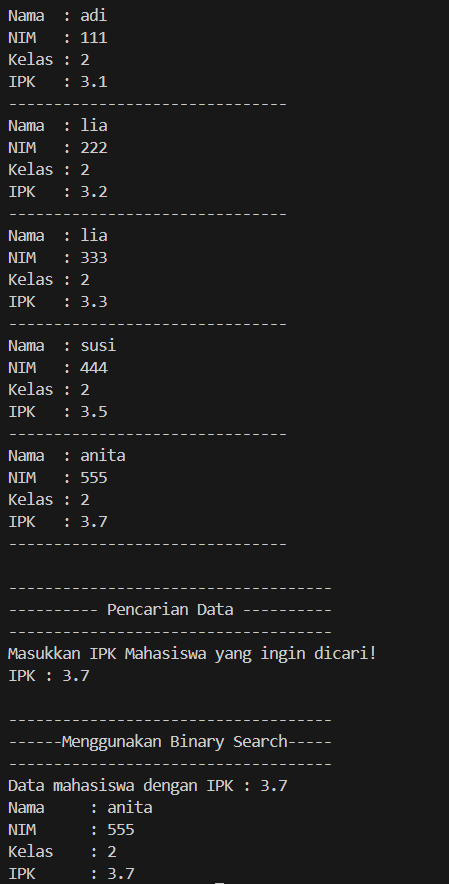 Nama  : adi
NIM   : 111
Kelas : 2
IPK   : 3.1
-------------------------------
Nama  : lia
NIM   : 222
Kelas : 2
IPK   : 3.2
-------------------------------
Nama  : lia
NIM   : 333
Kelas : 2
IPK   : 3.3
-------------------------------
Nama  : susi
NIM   : 444
Kelas : 2
IPK   : 3.5
-------------------------------
Nama  : anita
NIM   : 555
Kelas : 2
IPK   : 3.7
-------------------------------

------------------------------------
---------- Pencarian Data ----------
------------------------------------
Masukkan IPK Mahasiswa yang ingin dicari!
IPK : 3.7

------------------------------------
------Menggunakan Binary Search-----
------------------------------------
Data mahasiswa dengan IPK : 3.7
Nama     : anita
NIM      : 555
Kelas    : 2
IPK      : 3.7